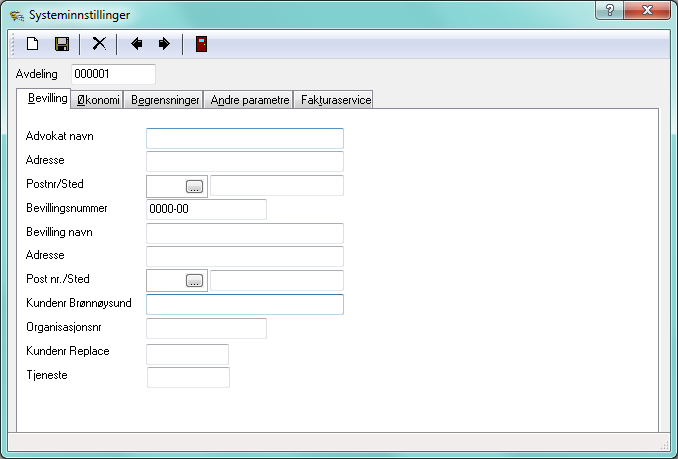 Systeminnstillinger
Avdeling 000001
Bevilling Økonomi Begrensninger Andre parametre Fakturaservice
Advokat navn
Adresse
Postnr/Sted ...
Bevillingsnummer 0000-00
Bevilling navn
Adresse
Post nr./Sted ...
Kundenr Brønnøysund
Organisasjonsnr
Kundenr Replace
Tjeneste